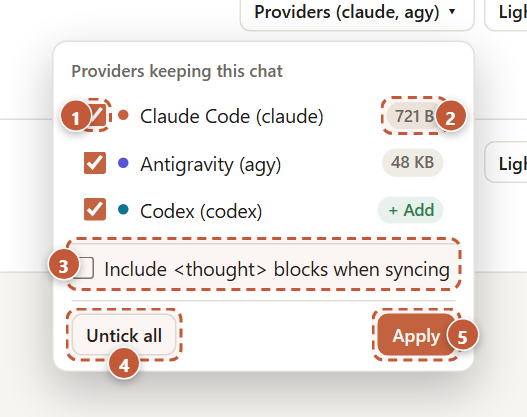 Providers (claude, agy) ▾
Ligh
Providers keeping this chat
1
Claude Code (claude)
721 B
2
Antigravity (agy)
48 KB
Ligh
Codex (codex)
+ Add
3
Include <thought> blocks when syncing
Untick all
Apply
5
4